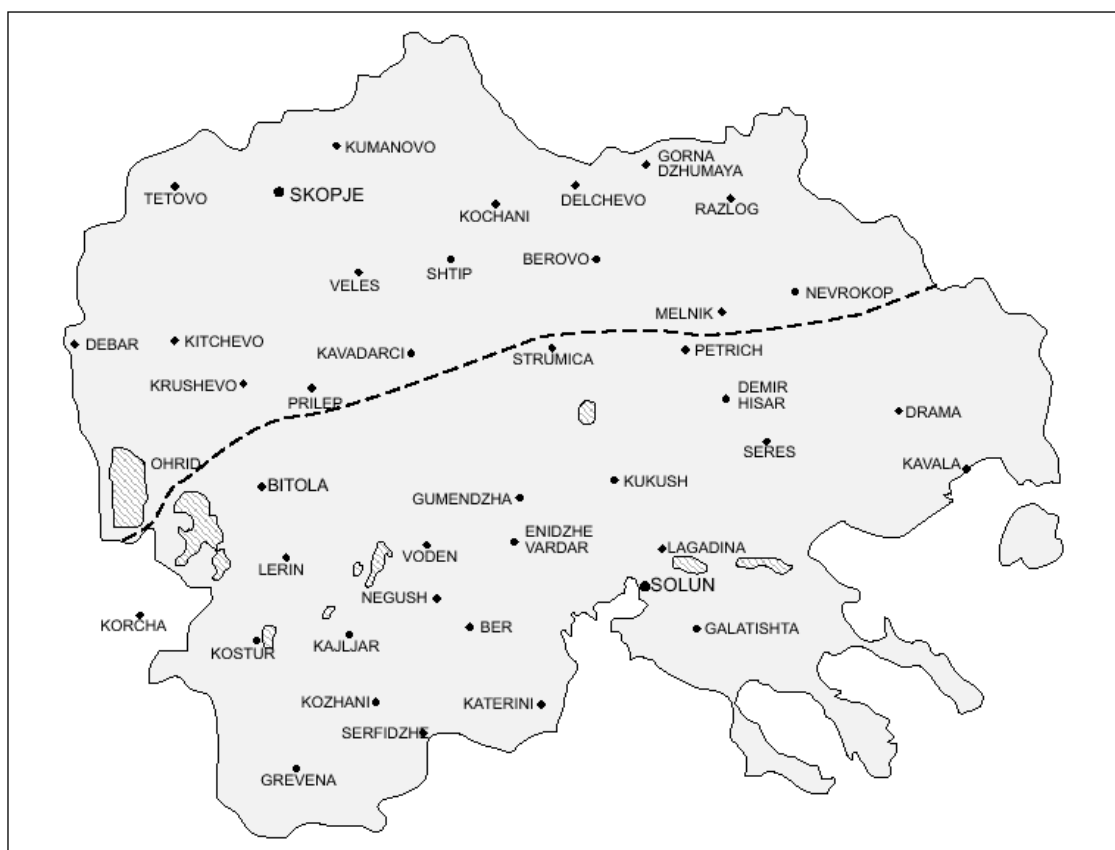 KUMANOVO
GORNA
DZHUMAYA
TETOVO
SKOPJE
DELCHEVO
RAZLOG
KOCHANI
SHTIP
BEROVO
VELES
NEVROKOP
MELNIK
DEBAR
KITCHEVO
KAVADARCI
STRUMICA
PETRICH
KRUSHEVO
PRILEP
DEMIR
HISAR
DRAMA
SERES
OHRID
KAVALA
BITOLA
KUKUSH
GUMENDZHA
ENIDZHE
VARDAR
VODEN
LAGADINA
LERIN
SOLUN
NEGUSH
KORCHA
BER
GALATISHTA
KOSTUR
KAJLJAR
KOZHANI
KATERINI
SERFIDZHE
GREVENA